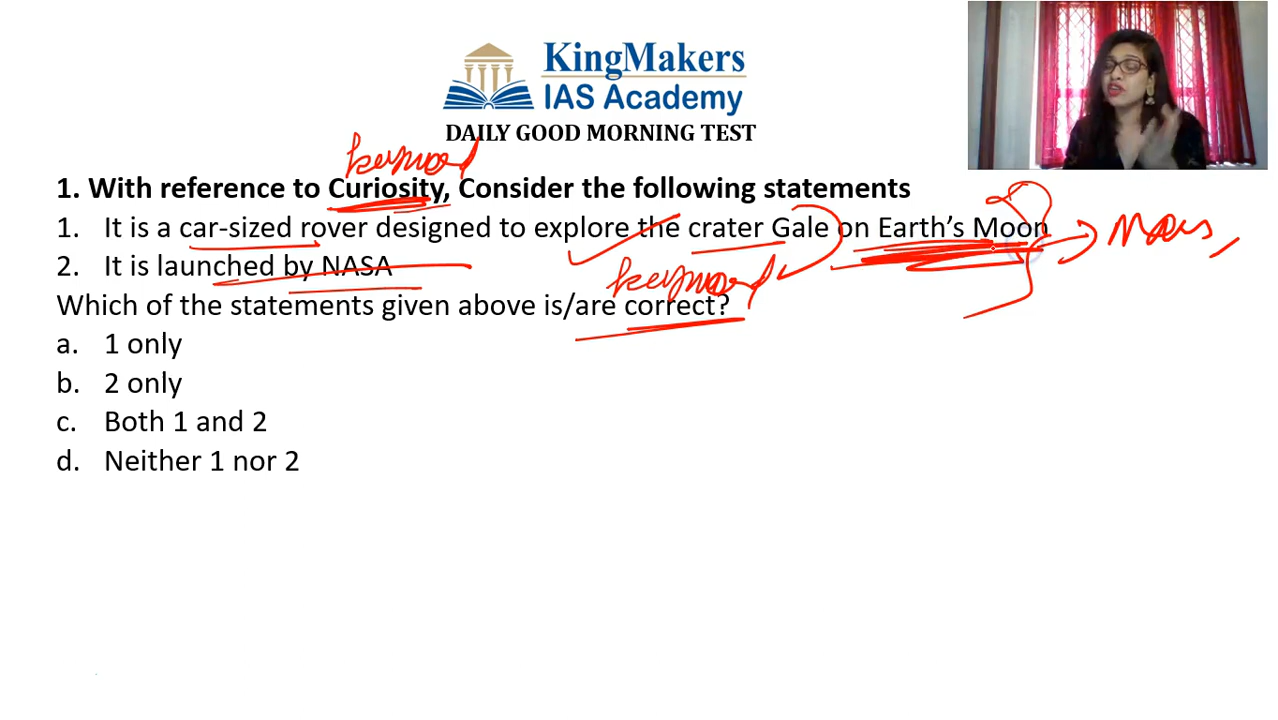 KingMakers
IAS Academy
DAILY GOOD MORNING TEST
keyword
1. With reference to Curiosity, Consider the following statements
1. It is a car-sized rover designed to explore the crater Gale on Earth's Moon
Mars,
2. It is launched by NASA
keyword
Which of the statements given above is/are correct?
a. 1 only
b. 2 only
c. Both 1 and 2
d. Neither 1 nor 2